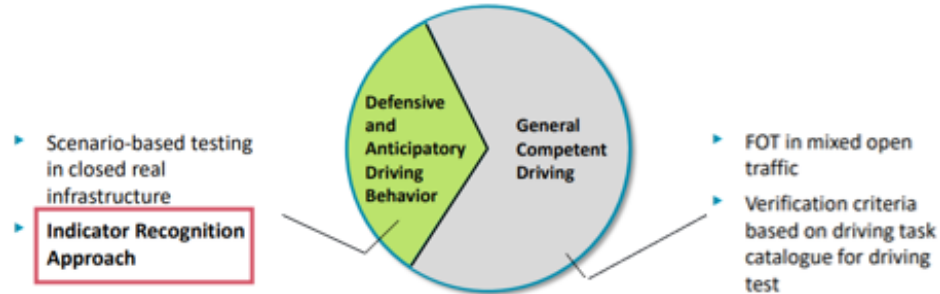 Scenario-based testing
in closed real
infrastructure
Indicator Recognition
Approach
Defensive
and
Anticipatory
Driving
Behavior
General
Competent
Driving
FOT in mixed open
traffic
Verification criteria
based on driving task
catalogue for driving
test